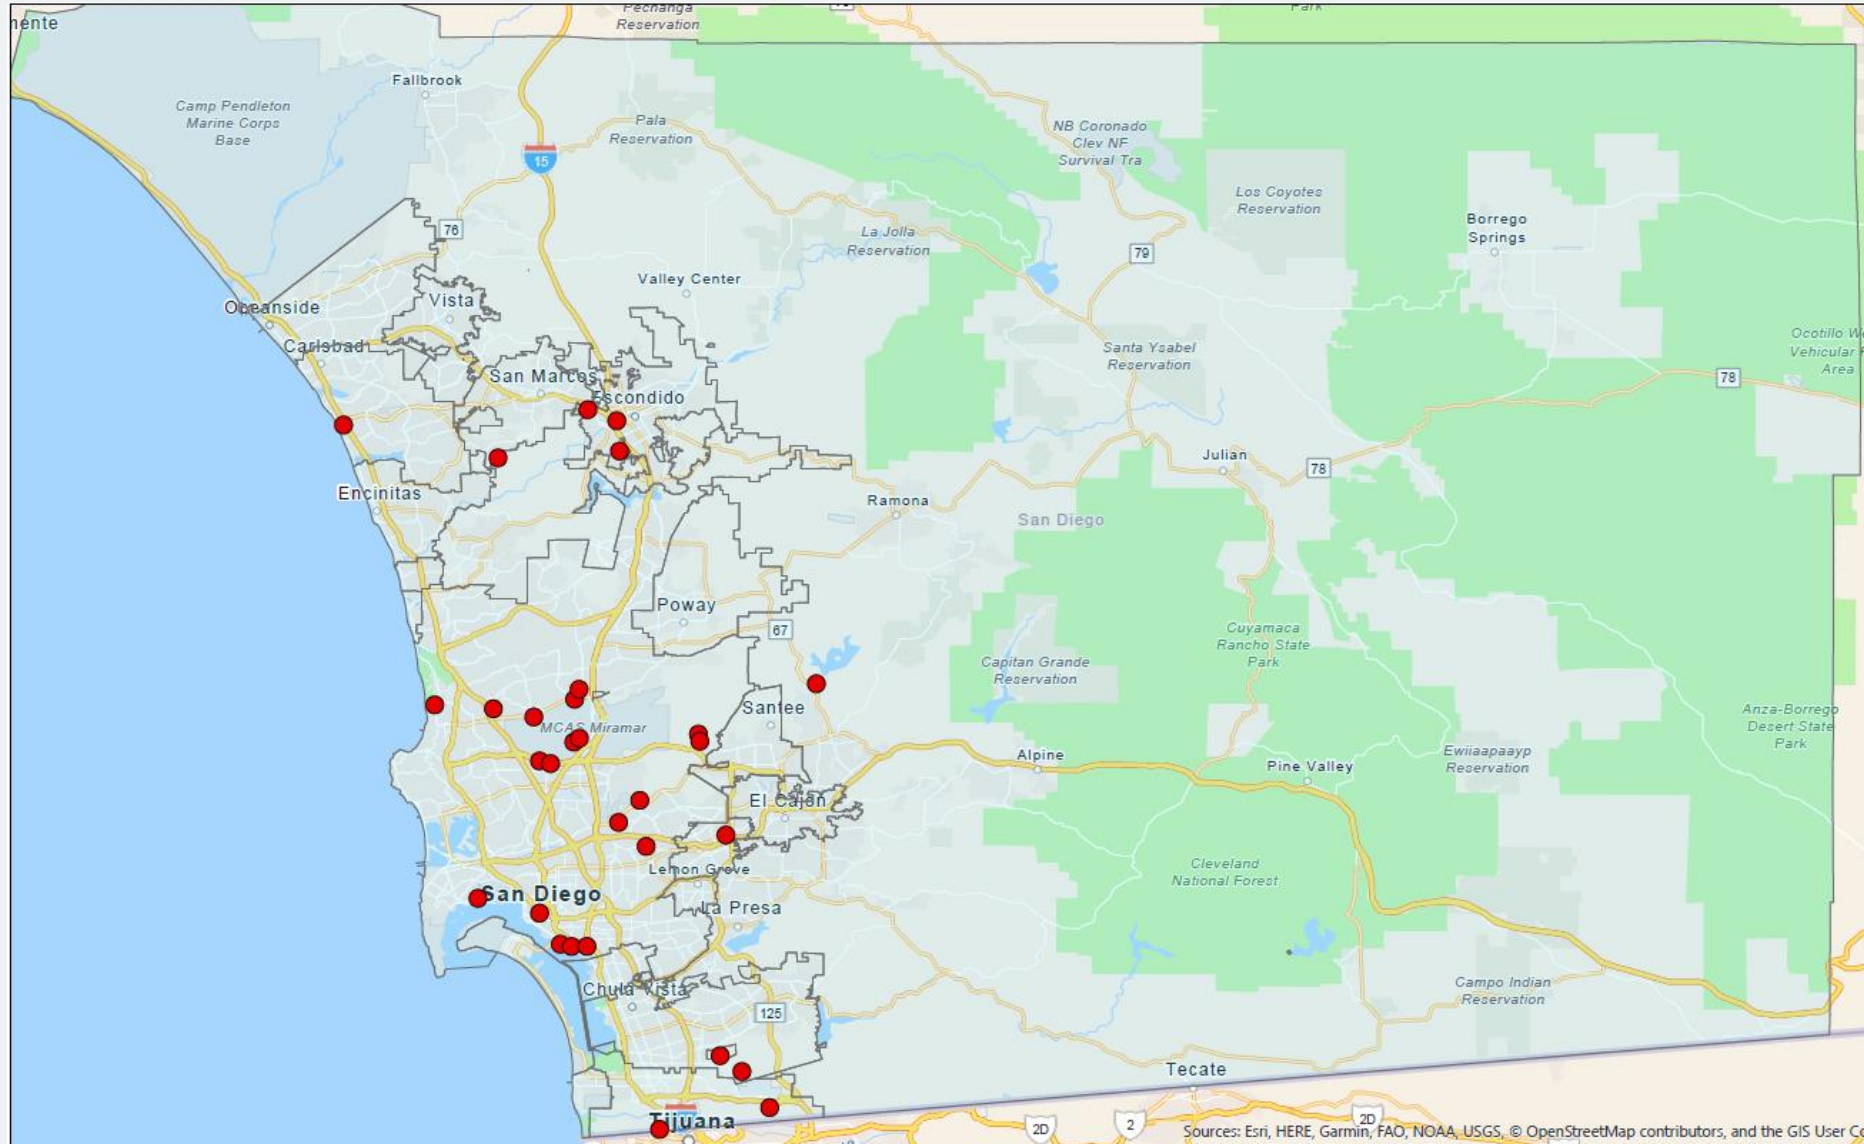 nente
Pechanga
Reservation
Park
Fallbrook
Camp Pendleton
Marine Corps
Base
Pala
Reservation
15
NB Coronado
Clev NF
Survival Tra
Los Coyotes
Reservation
Borrego
Springs
76
La Jolla
Reservation
79
Valley Center
Oceanside
Vista
Carlsbad
San Marcos
Escondido
Santa Ysabel
Reservation
Ocotillo W
Vehicular
Area
78
Encinitas
Julian
78
Ramona
San Diego
Poway
67
Cuyamaca
Rancho State
Park
Capitan Grande
Reservation
Santee
MCAS Miramar
Anza-Borrego
Desert State
Park
Alpine
Pine Valley
Ewiiaapaayp
Reservation
El Cajon
Lemon Grove
Cleveland
National Forest
San Diego
La Presa
Chula Vista
125
Campo Indian
Reservation
Tecate
Tijuana
2D
2
2D
Sources: Esri, HERE, Garmin, FAO, NOAA, USGS, © OpenStreetMap contributors, and the GIS User Co